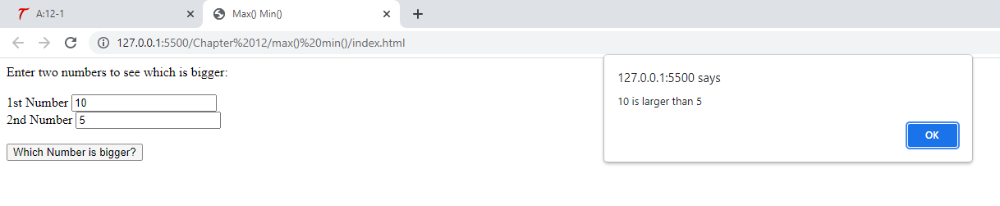 A:12-1
Max() Min()
127.0.0.1:5500/Chapter%2012/max()%20min()/index.html
Enter two numbers to see which is bigger:
1st Number 10
2nd Number 5
Which Number is bigger?
127.0.0.1:5500 says
10 is larger than 5
OK